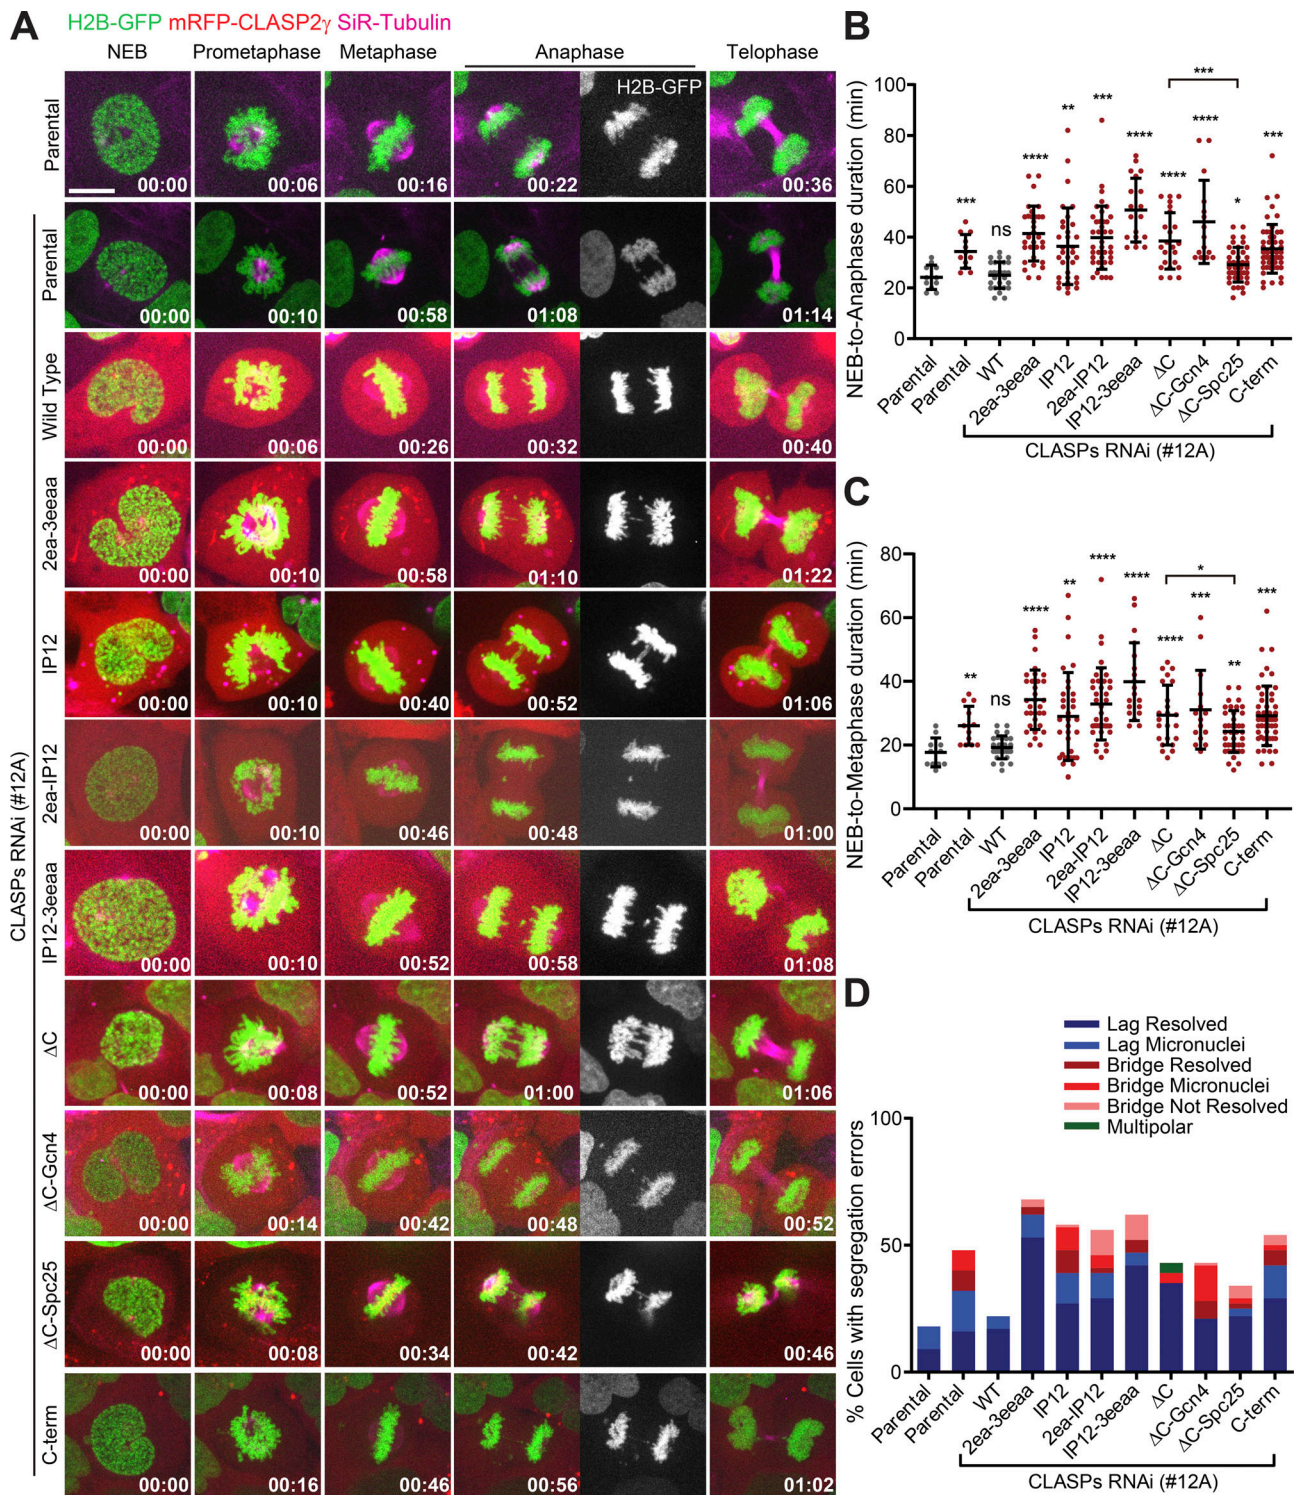 A
H2B-GFP mRFP-CLASP2γ SiR-Tubulin
NEB Prometaphase Metaphase Anaphase Telophase
H2B-GFP
Parental
00:00 00:06 00:16 00:22 00:36
CLASPs RNAi (#12A)
Parental
00:00 00:10 00:58 01:08 01:14
Wild Type
00:00 00:06 00:26 00:32 00:40
2ea-3eeaa
00:00 00:10 00:58 01:10 01:22
IP12
00:00 00:10 00:40 00:52 01:06
2ea-IP12
00:00 00:10 00:46 00:48 01:00
IP12-3eeaa
00:00 00:10 00:52 00:58 01:08
ΔC
00:00 00:08 00:52 01:00 01:06
ΔC-Gcn4
00:00 00:14 00:42 00:48 00:52
ΔC-Spc25
00:00 00:08 00:34 00:42 00:46
C-term
00:00 00:16 00:46 00:56 01:02
B
NEB-to-Anaphase duration (min)
100
80
60
40
20
0
*** ns **** ** *** **** **** **** * ***
***
Parental Parental WT 2ea-3eeaa IP12 2ea-IP12 IP12-3eeaa ΔC ΔC-Gcn4 ΔC-Spc25 C-term
CLASPs RNAi (#12A)
C
NEB-to-Metaphase duration (min)
80
60
40
20
0
** ns **** ** **** **** **** *** ** ***
*
Parental Parental WT 2ea-3eeaa IP12 2ea-IP12 IP12-3eeaa ΔC ΔC-Gcn4 ΔC-Spc25 C-term
CLASPs RNAi (#12A)
D
Lag Resolved
Lag Micronuclei
Bridge Resolved
Bridge Micronuclei
Bridge Not Resolved
Multipolar
% Cells with segregation errors
100
50
0
Parental Parental WT 2ea-3eeaa IP12 2ea-IP12 IP12-3eeaa ΔC ΔC-Gcn4 ΔC-Spc25 C-term
CLASPs RNAi (#12A)